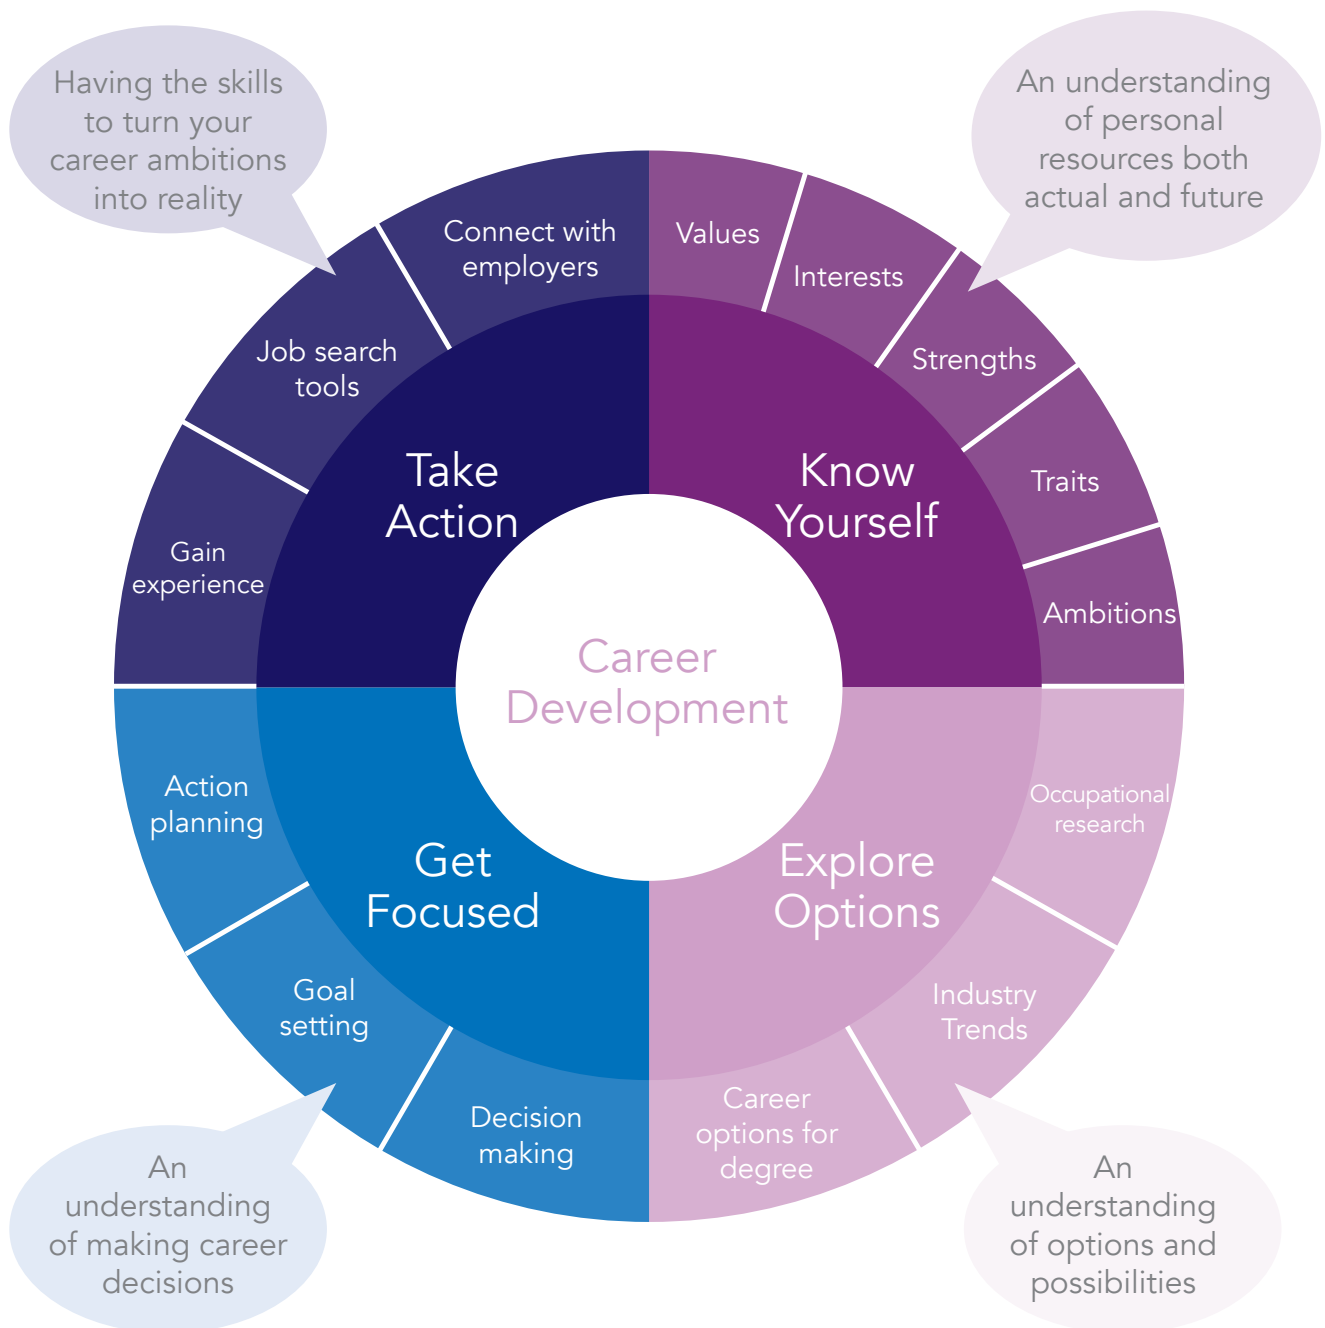 Having the skills
to turn your
career ambitions
into reality
An understanding
of personal
resources both
actual and future
Connect with
employers
Values
Interests
Job search
tools
Strengths
Take
Action
Know
Yourself
Traits
Gain
experience
Ambitions
Career
Development
Action
planning
Occupational
research
Get
Focused
Explore
Options
Goal
setting
Industry
Trends
Decision
making
Career
options for
degree
An
understanding
of making career
decisions
An
understanding
of options and
possibilities